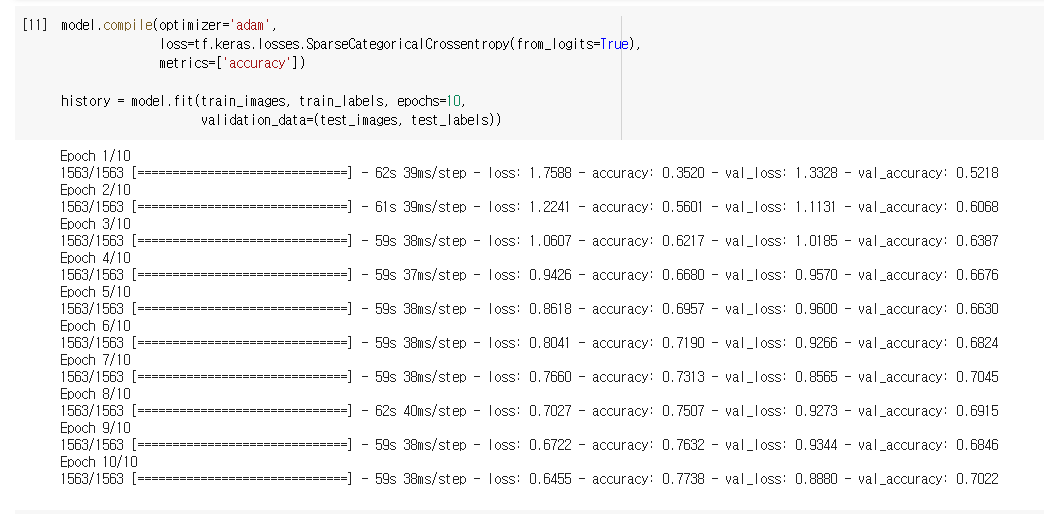 [11] model.compile(optimizer='adam',
loss=tf.keras.losses.SparseCategoricalCrossentropy(from_logits=True),
metrics=['accuracy'])
history = model.fit(train_images, train_labels, epochs=10,
validation_data=(test_images, test_labels))
Epoch 1/10
1563/1563 [==============================] - 62s 39ms/step - loss: 1.7588 - accuracy: 0.3520 - val_loss: 1.3328 - val_accuracy: 0.5218
Epoch 2/10
1563/1563 [==============================] - 61s 39ms/step - loss: 1.2241 - accuracy: 0.5601 - val_loss: 1.1131 - val_accuracy: 0.6068
Epoch 3/10
1563/1563 [==============================] - 59s 38ms/step - loss: 1.0607 - accuracy: 0.6217 - val_loss: 1.0185 - val_accuracy: 0.6387
Epoch 4/10
1563/1563 [==============================] - 59s 37ms/step - loss: 0.9426 - accuracy: 0.6680 - val_loss: 0.9570 - val_accuracy: 0.6676
Epoch 5/10
1563/1563 [==============================] - 59s 38ms/step - loss: 0.8618 - accuracy: 0.6957 - val_loss: 0.9600 - val_accuracy: 0.6630
Epoch 6/10
1563/1563 [==============================] - 59s 38ms/step - loss: 0.8041 - accuracy: 0.7190 - val_loss: 0.9266 - val_accuracy: 0.6824
Epoch 7/10
1563/1563 [==============================] - 59s 38ms/step - loss: 0.7660 - accuracy: 0.7313 - val_loss: 0.8565 - val_accuracy: 0.7045
Epoch 8/10
1563/1563 [==============================] - 62s 40ms/step - loss: 0.7027 - accuracy: 0.7507 - val_loss: 0.9273 - val_accuracy: 0.6915
Epoch 9/10
1563/1563 [==============================] - 59s 38ms/step - loss: 0.6722 - accuracy: 0.7632 - val_loss: 0.9344 - val_accuracy: 0.6846
Epoch 10/10
1563/1563 [==============================] - 59s 38ms/step - loss: 0.6455 - accuracy: 0.7738 - val_loss: 0.8880 - val_accuracy: 0.7022